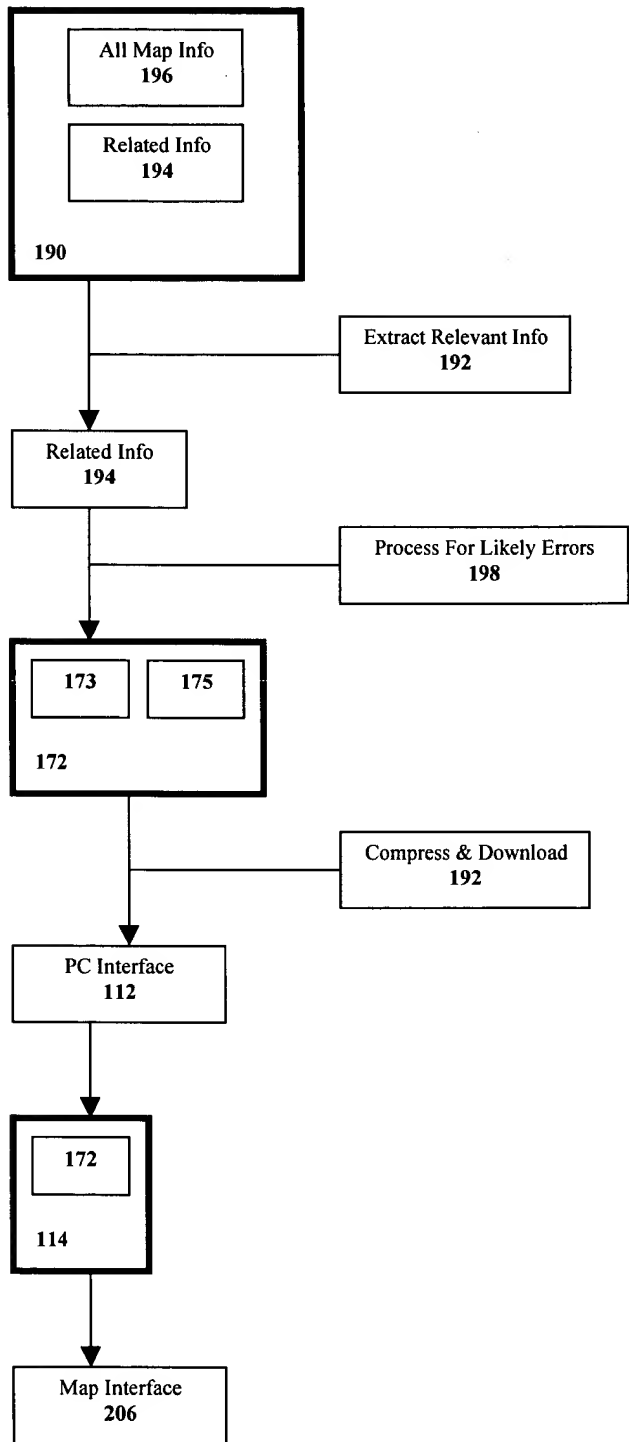 All Map Info
196
Related Info
194
190
Extract Relevant Info
192
Related Info
194
Process For Likely Errors
198
173
175
172
Compress & Download
192
PC Interface
112
172
114
Map Interface
206